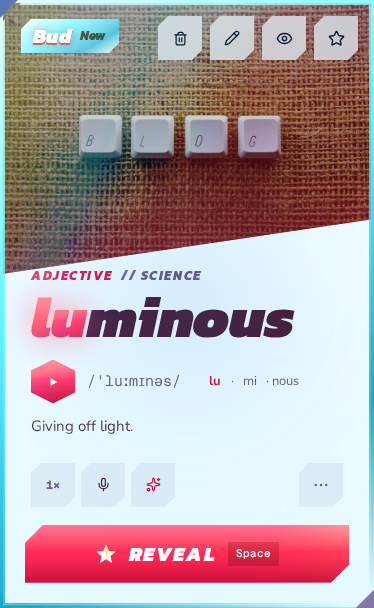 Bud New
B L O G
ADJECTIVE // SCIENCE
luminous
/ˈluːmɪnəs/ lu · mi · nous
Giving off light.
1×
REVEAL Space